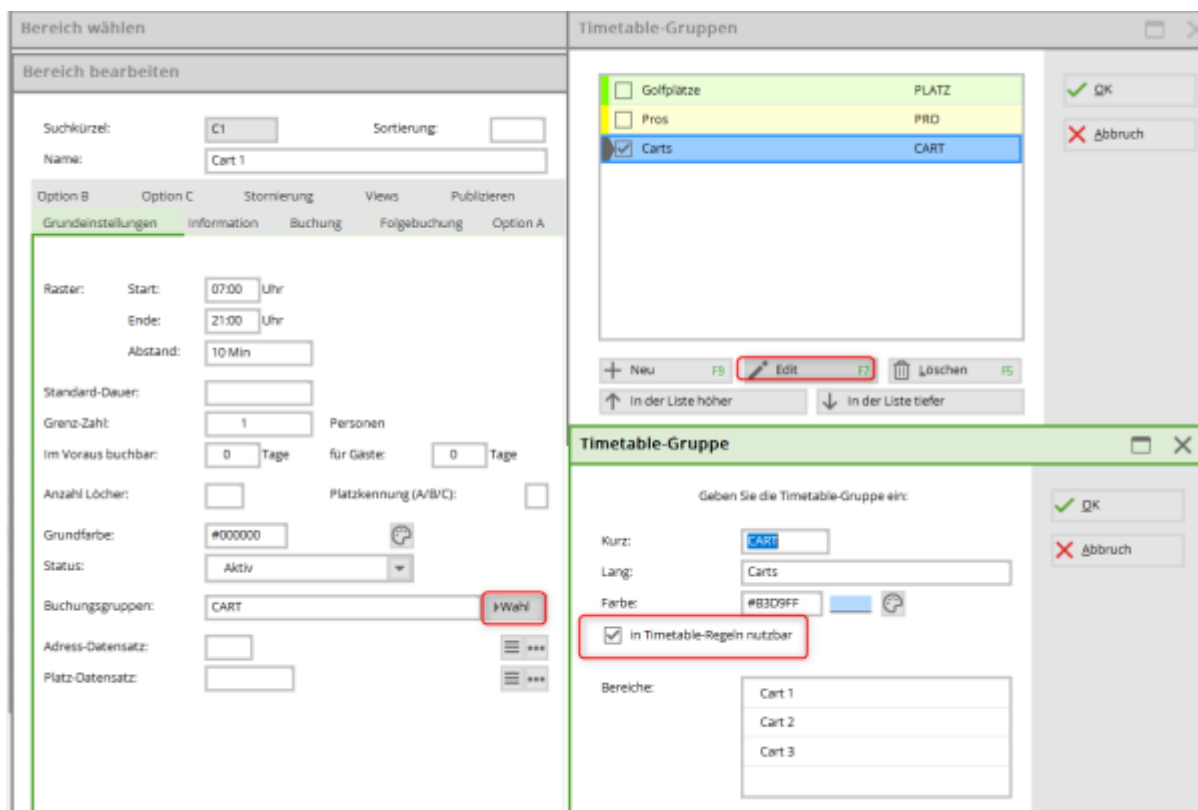 Bereich wählen
Bereich bearbeiten
Suchkürzel: C1 Sortierung:
Name: Cart 1
Option B Option C Stornierung Views Publizieren
Grundeinstellungen Information Buchung Folgebuchung Option A
Raster: Start: 07:00 Uhr
Ende: 21:00 Uhr
Abstand: 10 Min
Standard-Dauer:
Grenz-Zahl: 1 Personen
Im Voraus buchbar: 0 Tage für Gäste: 0 Tage
Anzahl Löcher: Platzkennung (A/B/C):
Grundfarbe: #000000
Status: Aktiv
Buchungsgruppen: CART Wahl
Adress-Datensatz:
Platz-Datensatz:
Timetable-Gruppen
Golfplätze PLATZ
Pros PRO
Carts CART
OK
Abbruch
Neu F9 Edit F7 Löschen F5
In der Liste höher In der Liste tiefer
Timetable-Gruppe
Geben Sie die Timetable-Gruppe ein:
Kurz: CART
Lang: Carts
Farbe: #B3D9FF
in Timetable-Regeln nutzbar
Bereiche: Cart 1
Cart 2
Cart 3
OK
Abbruch